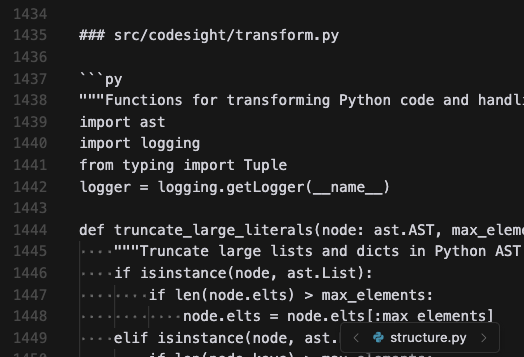 1434
1435 ### src/codesight/transform.py
1436
1437 ```py
1438 """Functions for transforming Python code and handli
1439 import ast
1440 import logging
1441 from typing import Tuple
1442 logger = logging.getLogger(__name__)
1443
1444 def truncate_large_literals(node: ast.AST, max_eleme
1445 """Truncate large lists and dicts in Python AST
1446 if isinstance(node, ast.List):
1447 if len(node.elts) > max_elements:
1448 node.elts = node.elts[:max_elements]
1449 elif isinstance(node, ast.
structure.py